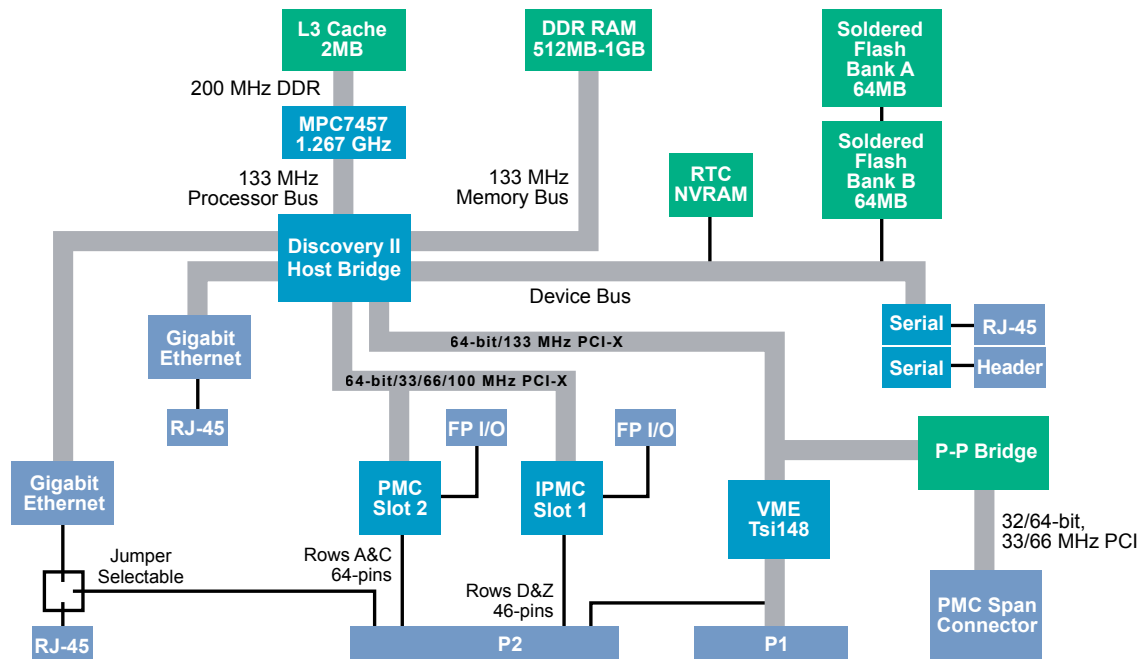 L3 Cache
2MB
DDR RAM
512MB-1GB
Soldered
Flash
Bank A
64MB
200 MHz DDR
MPC7457
1.267 GHz
Soldered
Flash
Bank B
64MB
133 MHz
Processor Bus
133 MHz
Memory Bus
RTC
NVRAM
Discovery II
Host Bridge
Device Bus
Gigabit
Ethernet
Serial
RJ-45
Serial
Header
64-bit/133 MHz PCI-X
64-bit/33/66/100 MHz PCI-X
RJ-45
FP I/O
FP I/O
P-P Bridge
Gigabit
Ethernet
PMC
Slot 2
IPMC
Slot 1
VME
Tsi148
32/64-bit,
33/66 MHz PCI
Jumper
Selectable
Rows A&C
64-pins
Rows D&Z
46-pins
PMC Span
Connector
RJ-45
P2
P1